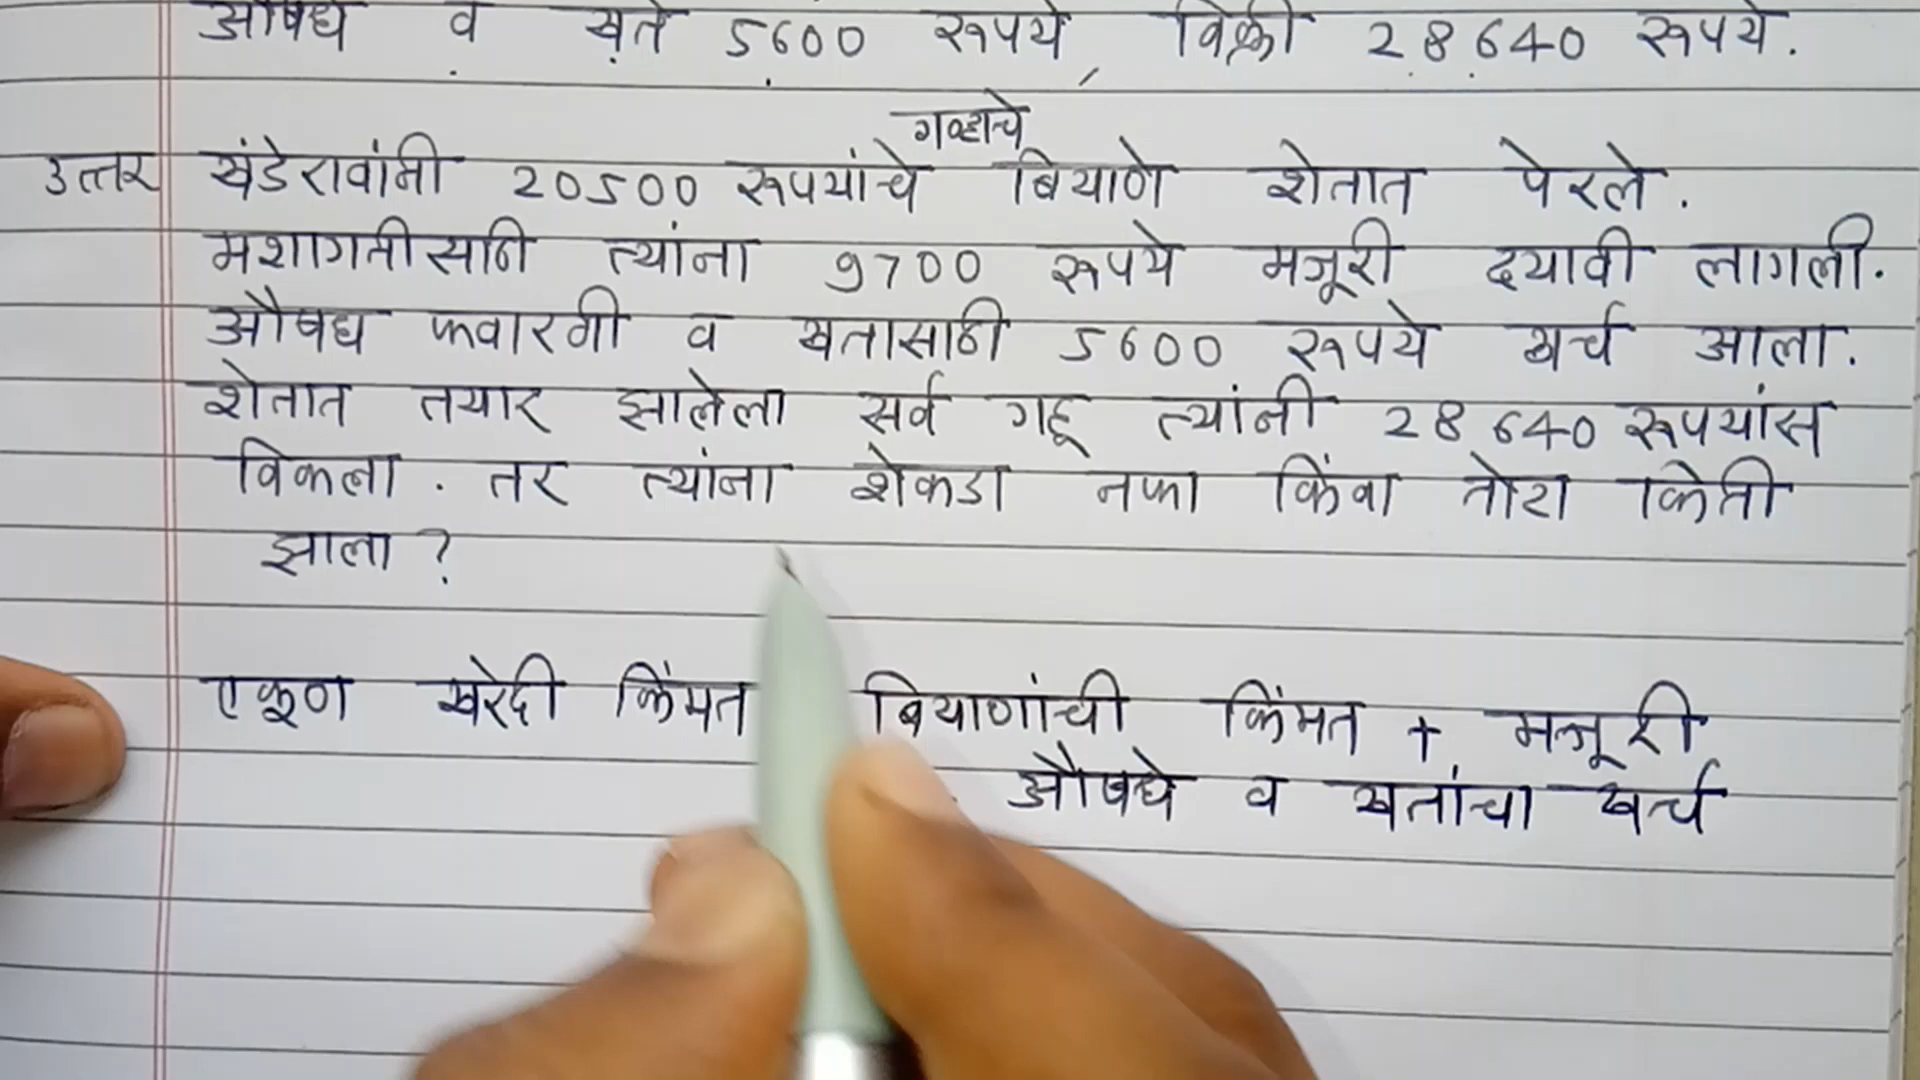 औषधे व खते 5600 रूपये, विक्री 28640 रूपये.
गव्हाचे
उत्तर खंडेरावांनी 20500 रूपयांचे बियाणे शेतात पेरले.
मशागतीसाठी त्यांना 9700 रूपये मजूरी दयावी लागली.
औषध फवारणी व खतासाठी 5600 रूपये खर्च आला.
शेतात तयार झालेला सर्व गहू त्यांनी 28640 रूपयांस
विकला. तर त्यांना शेकडा नफा किंवा तोटा किती
झाला?
एकूण खरेदी किंमत बियाणांची किंमत + मजूरी
औषधे व खतांचा खर्च